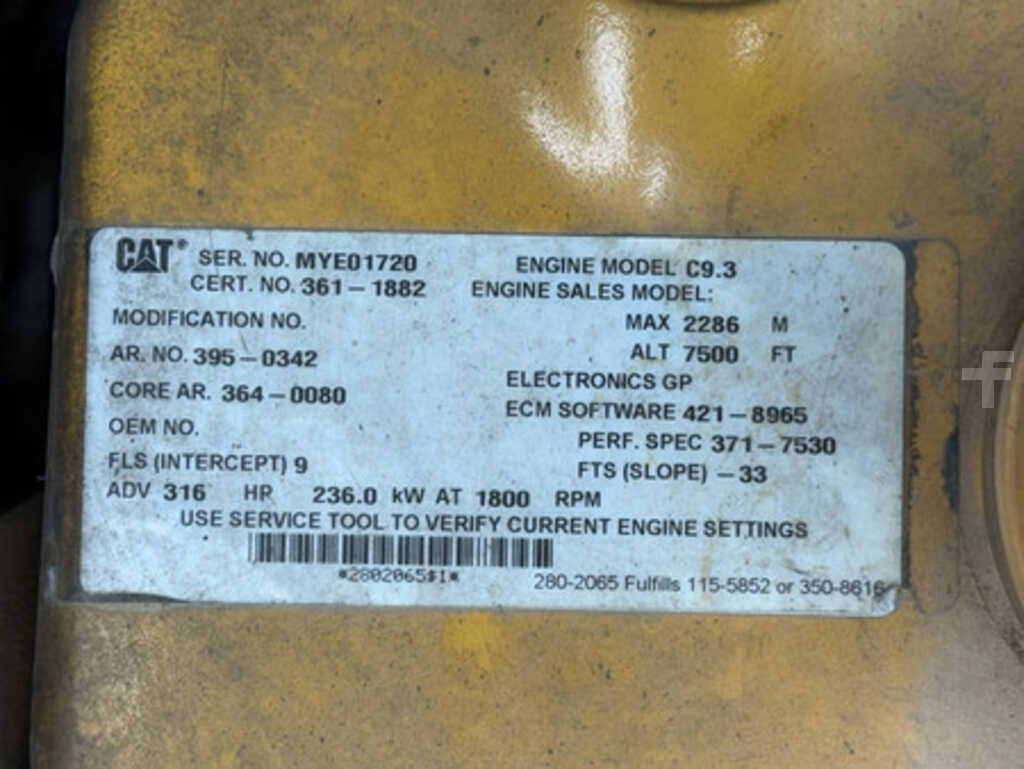 CAT® SER. NO. MYE01720 ENGINE MODEL C9.3
CERT. NO. 361-1882 ENGINE SALES MODEL:
MODIFICATION NO. MAX 2286 M
AR. NO. 395-0342 ALT 7500 FT
CORE AR. 364-0080 ELECTRONICS GP
OEM NO. ECM SOFTWARE 421-8965
PERF. SPEC 371-7530
FLS (INTERCEPT) 9 FTS (SLOPE) -33
ADV 316 HR 236.0 kW AT 1800 RPM
USE SERVICE TOOL TO VERIFY CURRENT ENGINE SETTINGS
*2802065$1*
280-2065 Fulfills 115-5852 or 350-8616
f